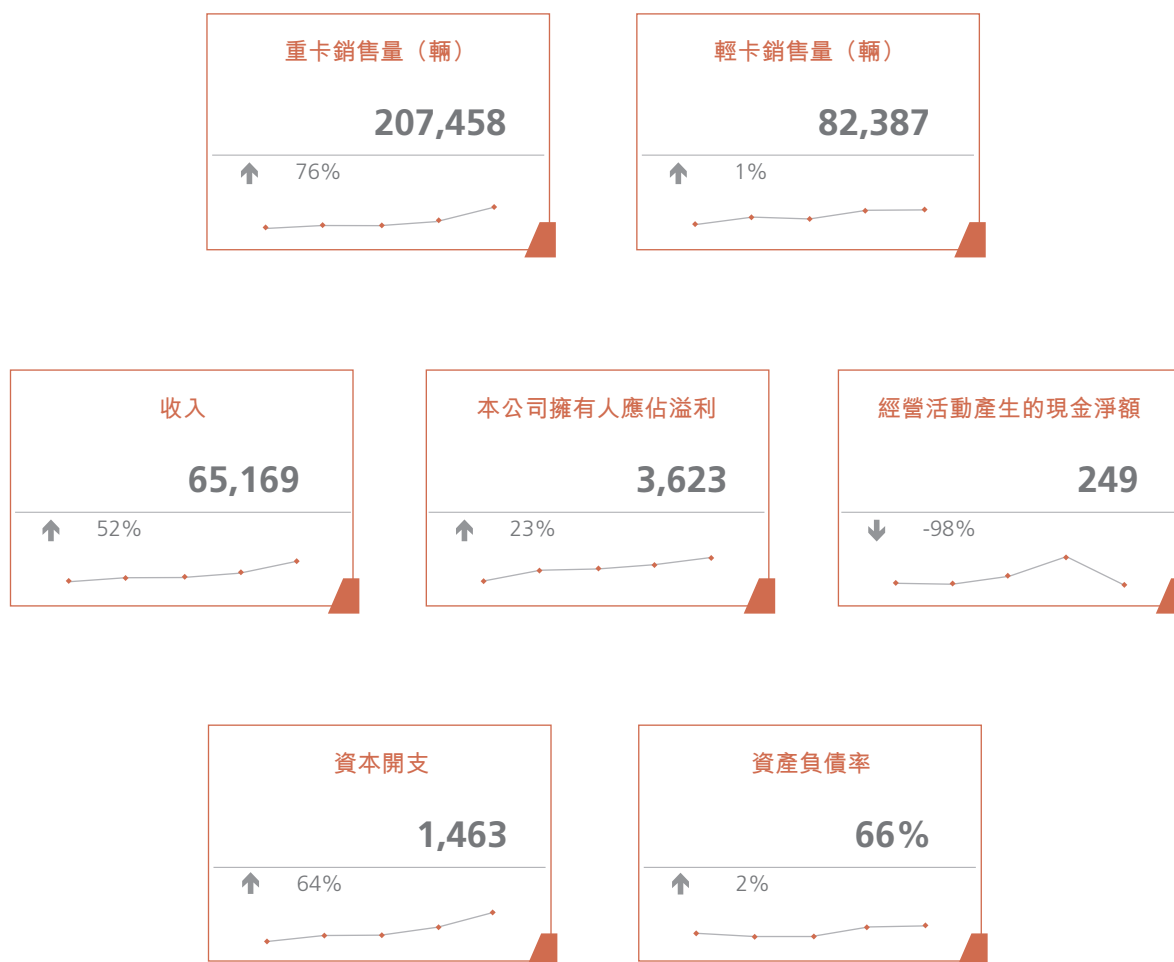 重卡銷售量（輛）
207,458
76%
輕卡銷售量（輛）
82,387
1%
收入
65,169
52%
本公司擁有人應佔溢利
3,623
23%
經營活動產生的現金淨額
249
-98%
資本開支
1,463
64%
資產負債率
66%
2%